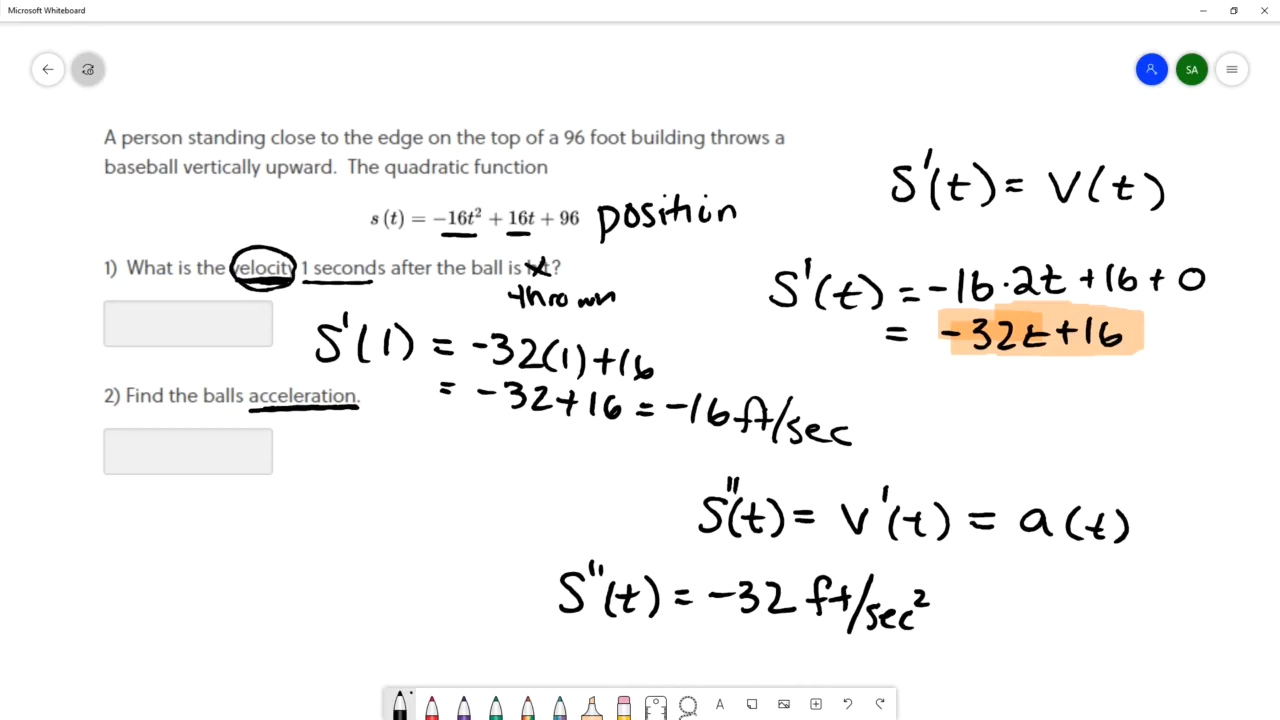 Microsoft Whiteboard
SA
A person standing close to the edge on the top of a 96 foot building throws a
baseball vertically upward. The quadratic function
s (t) = −16t² + 16t + 96 position
S'(t) = V(t)
1) What is the velocity 1 seconds after the ball is ?
thrown
S'(t) = -16·2t +16 + 0
= -32t+16
S'(1) = -32(1)+16
= -32+16 = -16 ft/sec
2) Find the balls acceleration.
S"(t) = V'(t) = a(t)
S"(t) = -32 ft/sec²
A